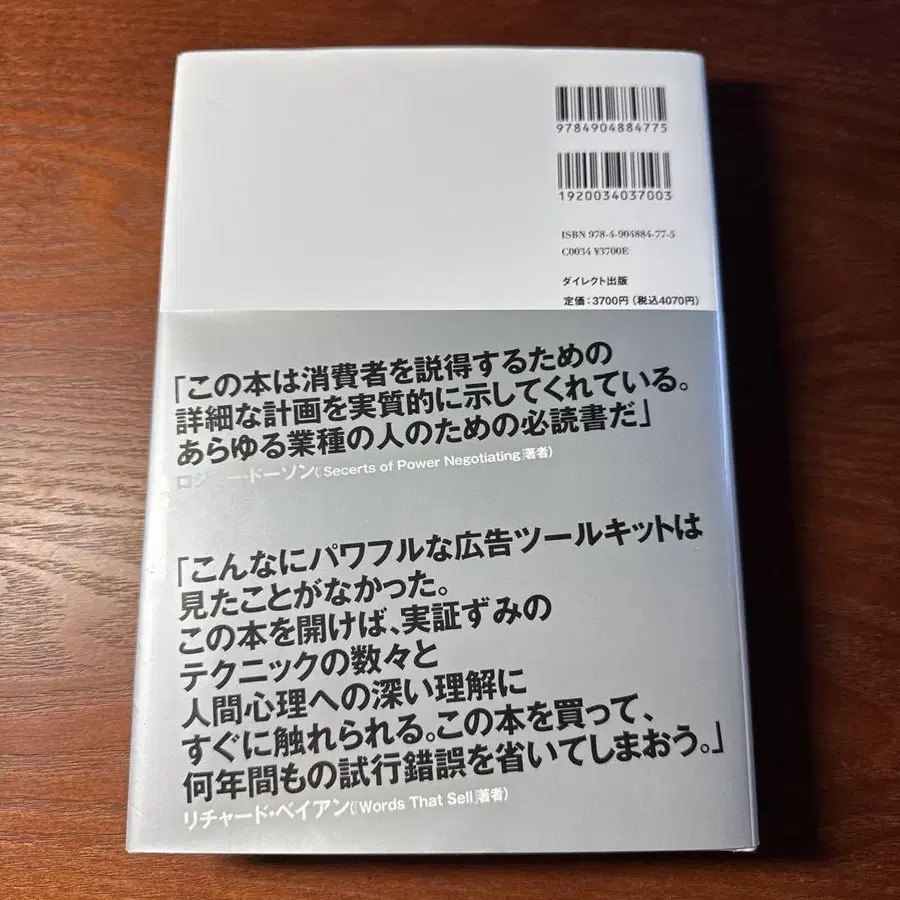 9784904884775
1920034037003
ISBN 978-4-904884-77-5
C0034 ¥3700E
ダイレクト出版
定価：3700円（税込4070円）
「この本は消費者を説得するための
詳細な計画を実質的に示してくれている。
あらゆる業種の人のための必読書だ」
ロジャー・ドーソン(『Secerts of Power Negotiating』著者)
「こんなにパワフルな広告ツールキットは
見たことがなかった。
この本を開けば、実証ずみの
テクニックの数々と
人間心理への深い理解に
すぐに触れられる。この本を買って、
何年間もの試行錯誤を省いてしまおう。」
リチャード・ベイアン(『Words That Sell』著者)